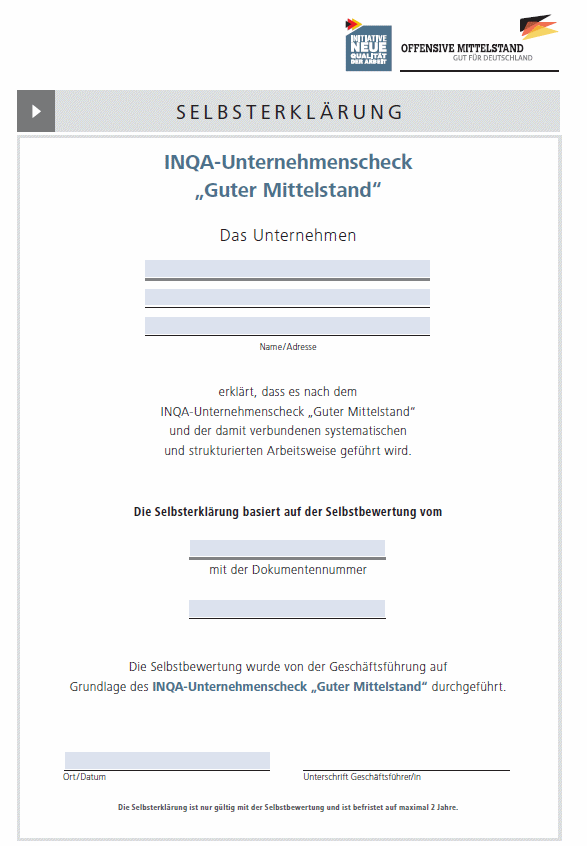 INITIATIVE
NEUE
QUALITÄT
DER ARBEIT
OFFENSIVE MITTELSTAND
GUT FÜR DEUTSCHLAND
SELBSTERKLÄRUNG
INQA-Unternehmenscheck
„Guter Mittelstand“
Das Unternehmen
Name/Adresse
erklärt, dass es nach dem
INQA-Unternehmenscheck „Guter Mittelstand“
und der damit verbundenen systematischen
und strukturierten Arbeitsweise geführt wird.
Die Selbsterklärung basiert auf der Selbstbewertung vom
mit der Dokumentennummer
Die Selbstbewertung wurde von der Geschäftsführung auf
Grundlage des INQA-Unternehmenscheck „Guter Mittelstand“ durchgeführt.
Ort/Datum
Unterschrift Geschäftsführer/in
Die Selbsterklärung ist nur gültig mit der Selbstbewertung und ist befristet auf maximal 2 Jahre.